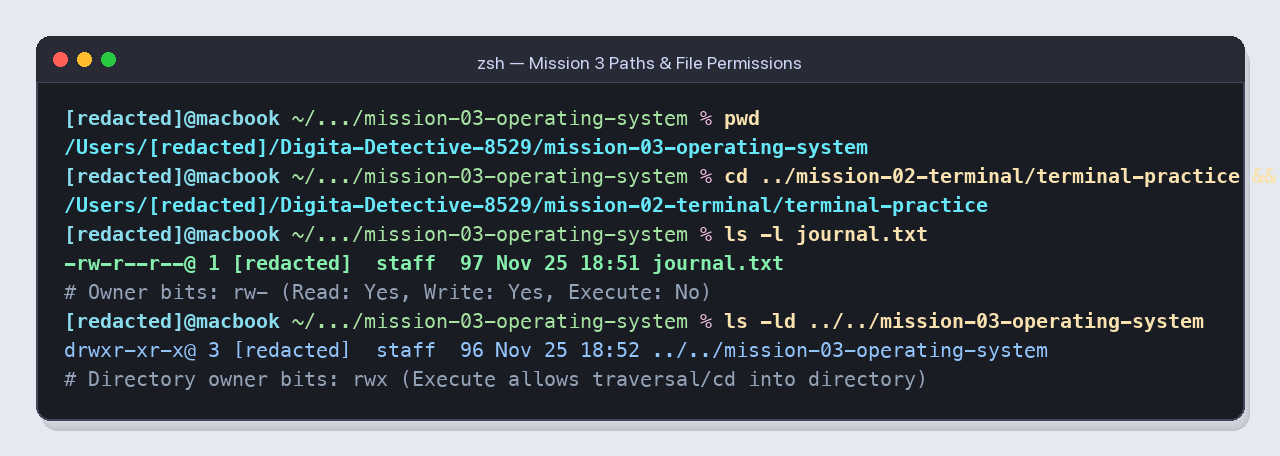 zsh — Mission 3 Paths & File Permissions
[redacted]@macbook ~/.../mission-03-operating-system % pwd
/Users/[redacted]/Digita-Detective-8529/mission-03-operating-system
[redacted]@macbook ~/.../mission-03-operating-system % cd ../mission-02-terminal/terminal-practice &&
/Users/[redacted]/Digita-Detective-8529/mission-02-terminal/terminal-practice
[redacted]@macbook ~/.../mission-03-operating-system % ls -l journal.txt
-rw-r--r--@ 1 [redacted]  staff  97 Nov 25 18:51 journal.txt
# Owner bits: rw- (Read: Yes, Write: Yes, Execute: No)
[redacted]@macbook ~/.../mission-03-operating-system % ls -ld ../../mission-03-operating-system
drwxr-xr-x@ 3 [redacted]  staff  96 Nov 25 18:52 ../../mission-03-operating-system
# Directory owner bits: rwx (Execute allows traversal/cd into directory)